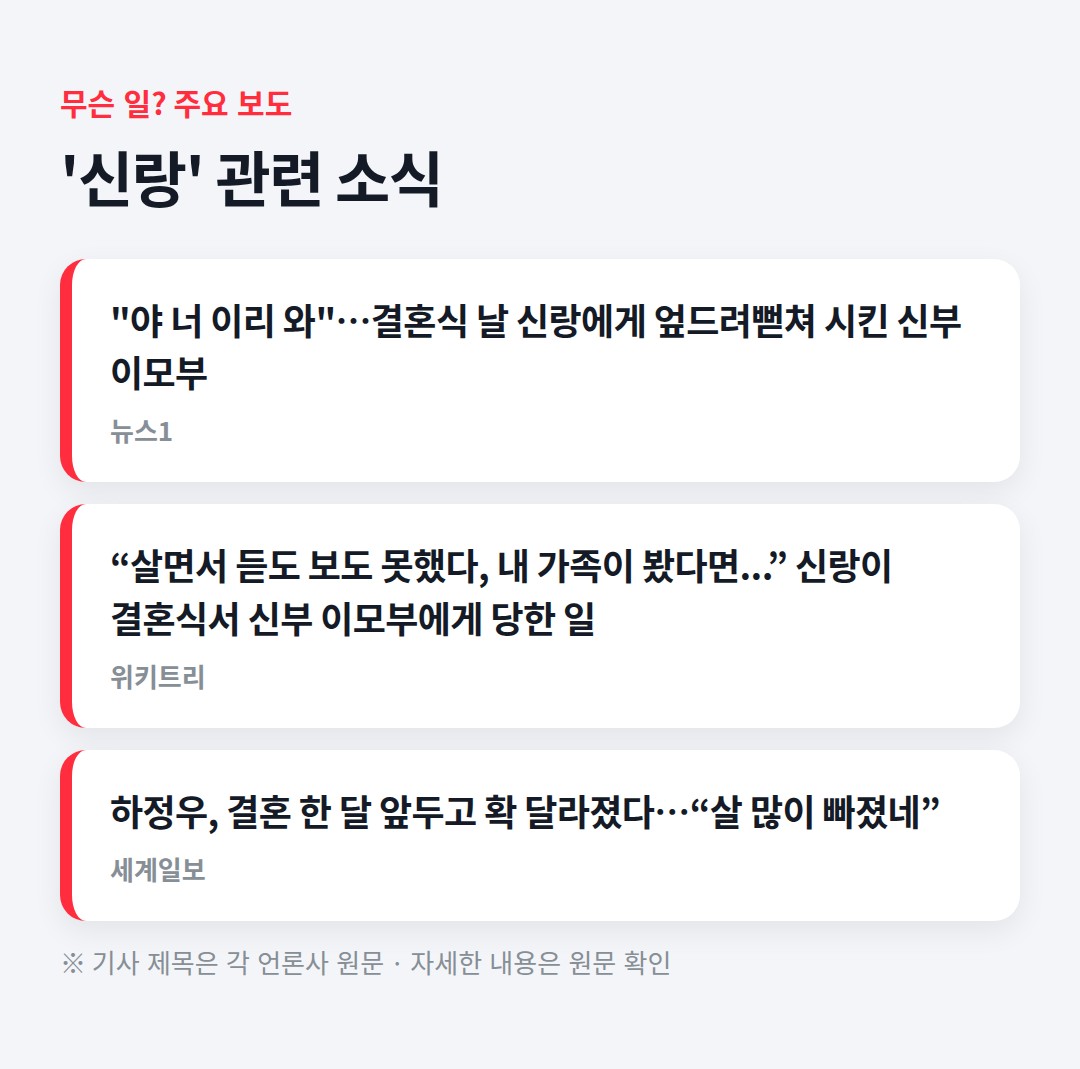 무슨 일? 주요 보도
'신랑' 관련 소식
"야 너 이리 와"…결혼식 날 신랑에게 엎드려뻗쳐 시킨 신부
이모부
뉴스1
“살면서 듣도 보도 못했다, 내 가족이 봤다면...” 신랑이
결혼식서 신부 이모부에게 당한 일
위키트리
하정우, 결혼 한 달 앞두고 확 달라졌다…“살 많이 빠졌네”
세계일보
※ 기사 제목은 각 언론사 원문 · 자세한 내용은 원문 확인